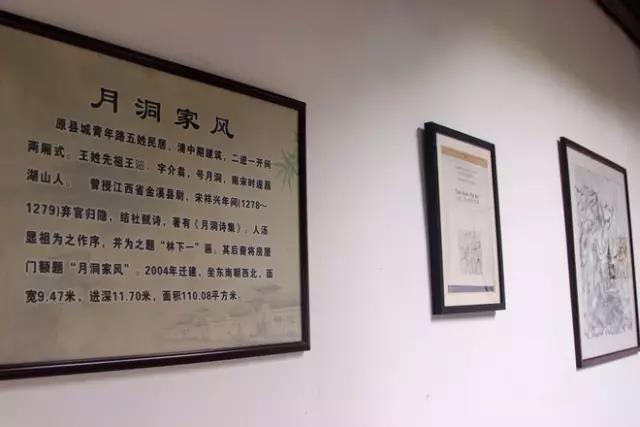 月洞家风
原县城青年路五姓民居，清中期建筑，二进一开间
两厢式。王姓先祖王 ，字介翁，号月洞，南宋时遂昌
湖山人。 曾授江西省金溪县尉，宋祥兴年间(1278~
1279)弃官归隐，结社赋诗，著有《月洞诗集》。人汤
显祖为之作序，并为之题“林下一” 。其后裔将房屋
门额题“月洞家风”。2004年迁建，坐东南朝西北，面
宽9.47米，进深11.70米，面积110.08平方米。